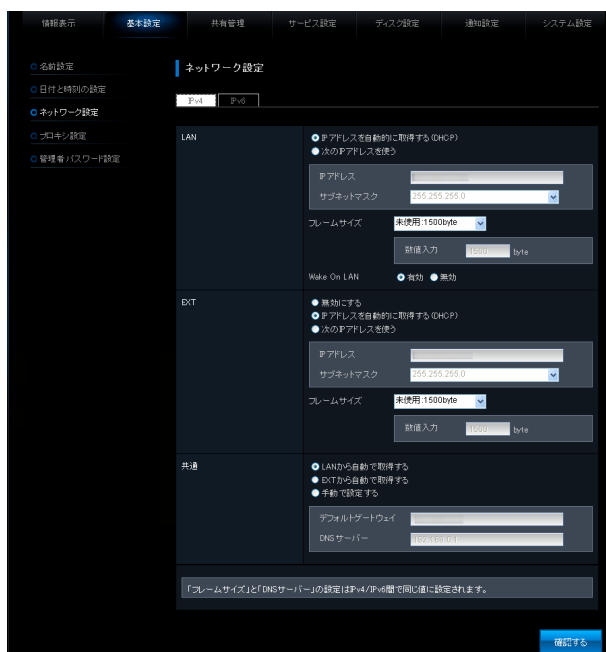 情報表示 基本設定 共有管理 サービス設定 ディスク設定 通知設定 システム設定
名前設定
日付と時刻の設定
ネットワーク設定
プロキシ設定
管理者パスワード設定
ネットワーク設定
IPv4 IPv6
LAN
IPアドレスを自動的に取得する(DHCP)
次のIPアドレスを使う
IPアドレス
サブネットマスク 255.255.255.0
フレームサイズ 未使用:1500byte
数値入力 1500 byte
Wake On LAN 有効 無効
EXT
無効にする
IPアドレスを自動的に取得する(DHCP)
次のIPアドレスを使う
IPアドレス
サブネットマスク 255.255.255.0
フレームサイズ 未使用:1500byte
数値入力 1500 byte
共通
LANから自動で取得する
EXTから自動で取得する
手動で設定する
デフォルトゲートウェイ
DNSサーバー 192.168.0.1
「フレームサイズ」と「DNSサーバー」の設定はIPv4/IPv6間で同じ値に設定されます。
確認する